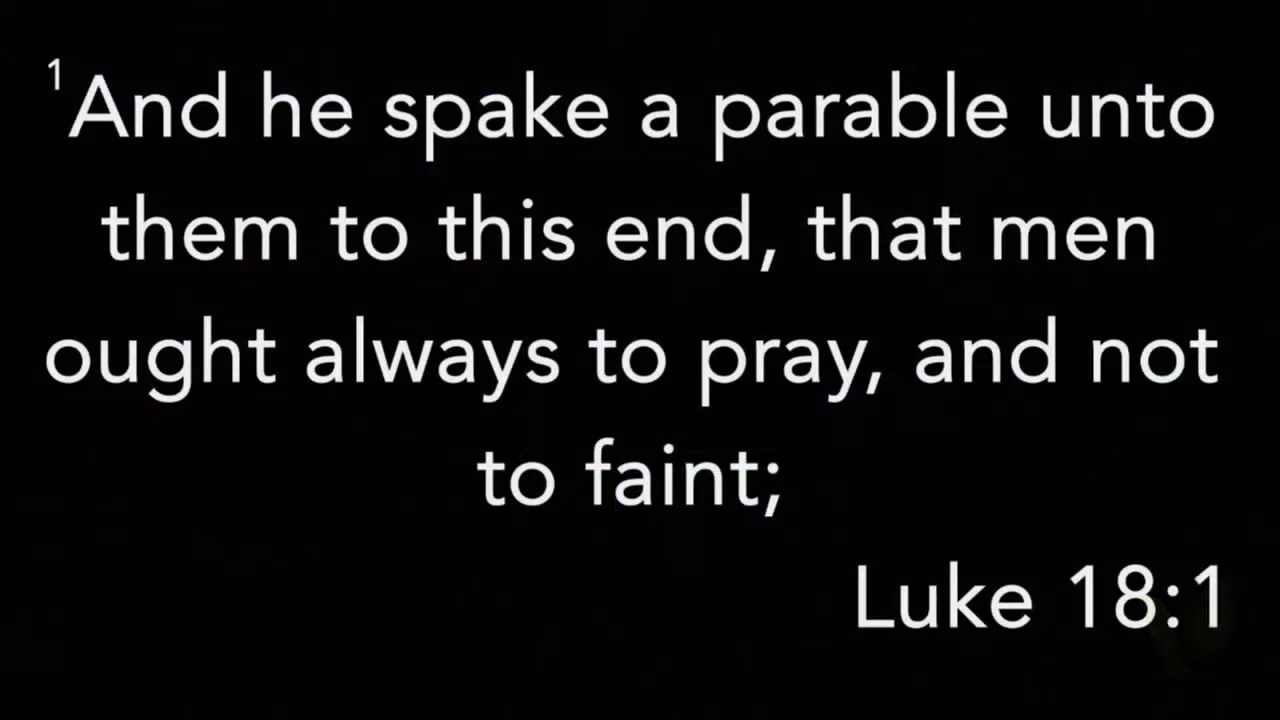 1And he spake a parable unto
them to this end, that men
ought always to pray, and not
to faint;
Luke 18:1